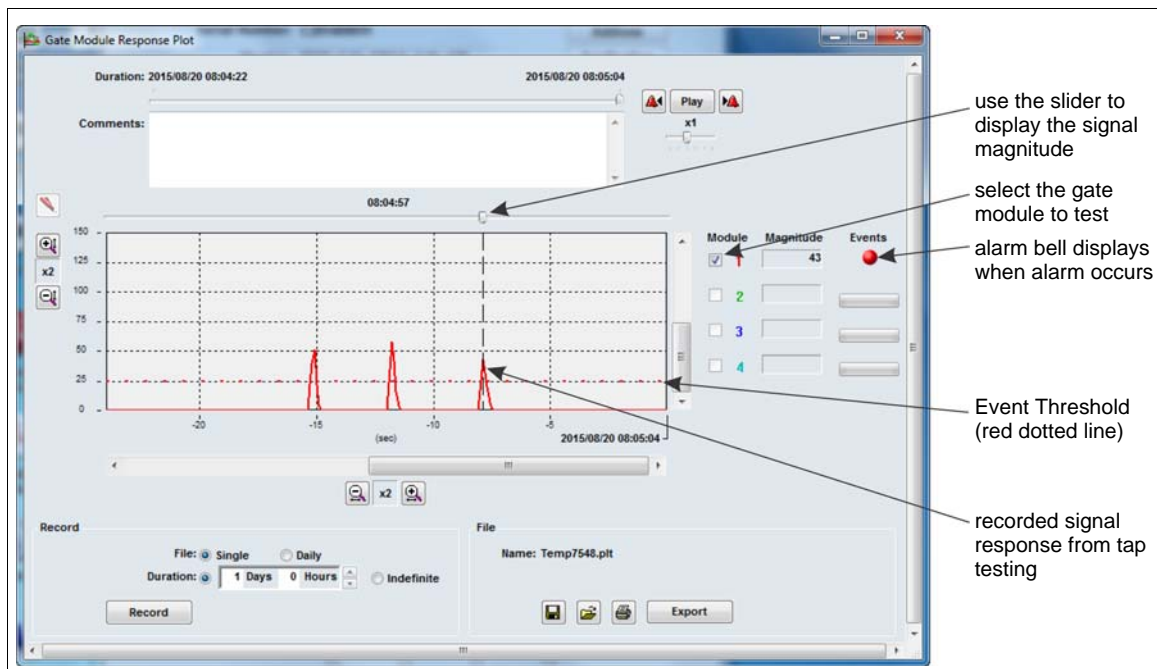 Gate Module Response Plot
Duration: 2015/08/20 08:04:22
2015/08/20 08:05:04
Play
x1
Comments:
08:04:57
x2
150
125
100
75
50
25
0
-20
-15
-10
-5
(sec)
2015/08/20 08:05:04
x2
Module Magnitude Events
1 43
2
3
4
Record
File: Single Daily
Duration: 1 Days 0 Hours Indefinite
Record
File
Name: Temp7548.plt
Export
use the slider to
display the signal
magnitude
select the gate
module to test
alarm bell displays
when alarm occurs
Event Threshold
(red dotted line)
recorded signal
response from tap
testing